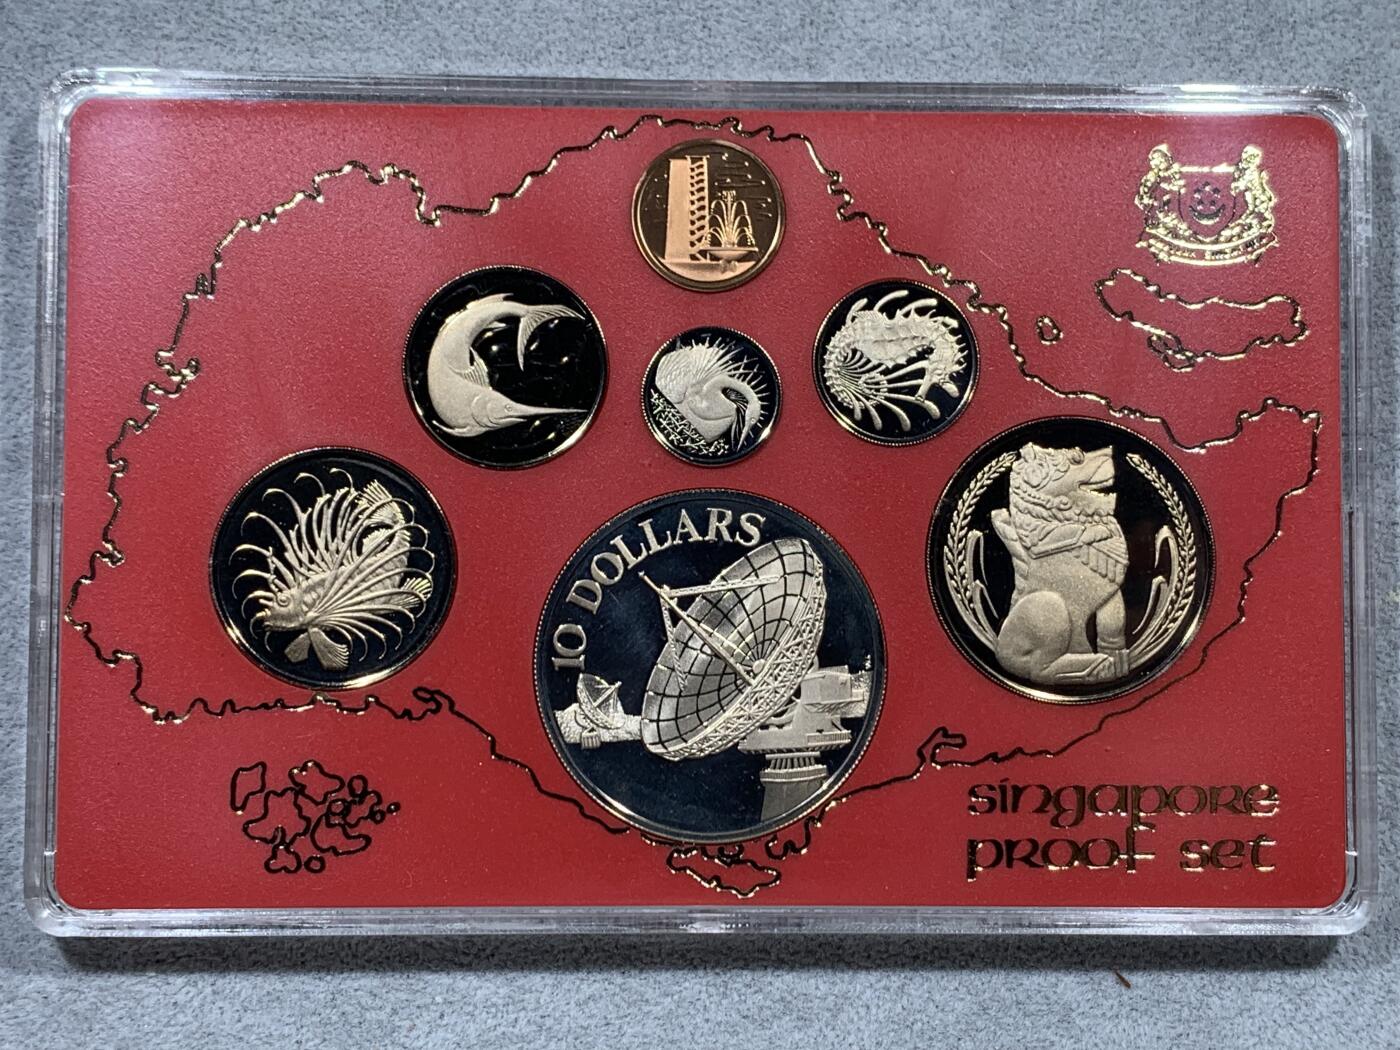 10 DOLLARS
singapore
proof set